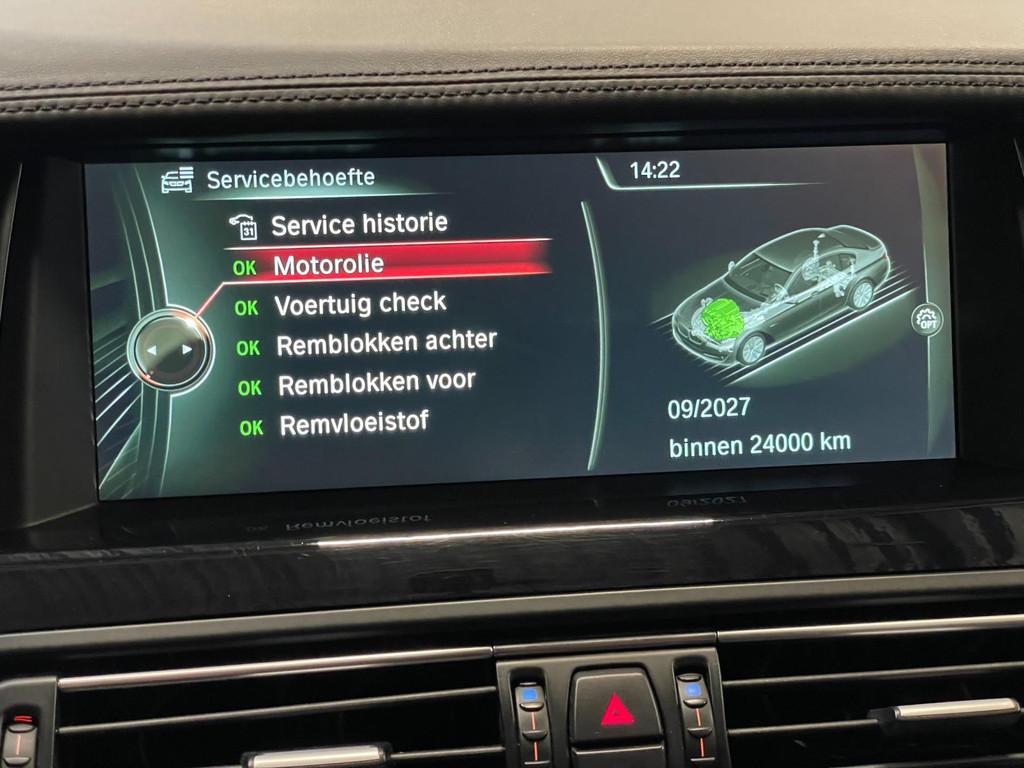 Servicebehoefte
14:22
31
Service historie
OK Motorolie
OK Voertuig check
OK Remblokken achter
OK Remblokken voor
OK Remvloeistof
OPT
09/2027
binnen 24000 km